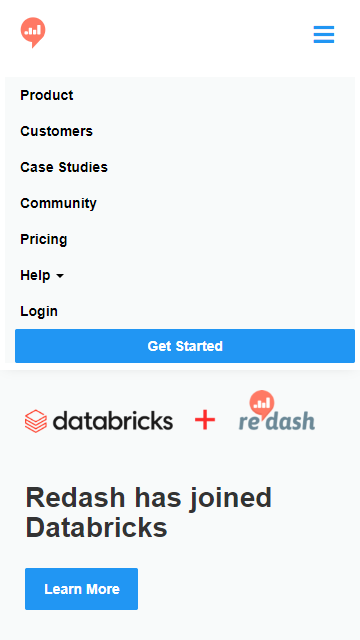 Product
Customers
Case Studies
Community
Pricing
Help
Login
Get Started
databricks + redash
Redash has joined
Databricks
Learn More